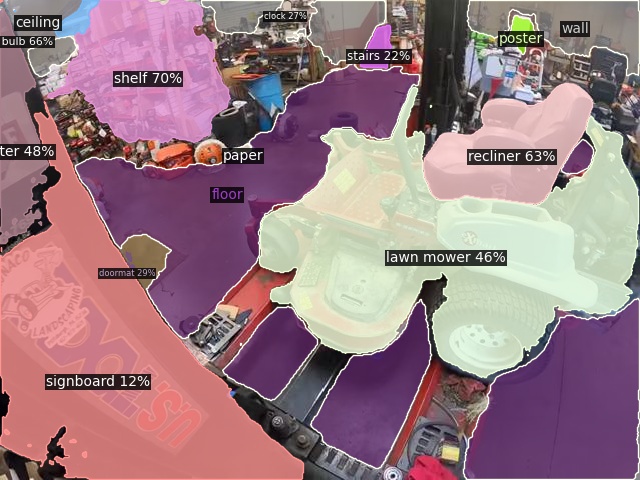 ceiling
clock 27%
bulb 66%
stairs 22%
poster
wall
shelf 70%
ter 48%
paper
recliner 63%
floor
lawn mower 46%
doormat 29%
LANDSCAPING
signboard 12%